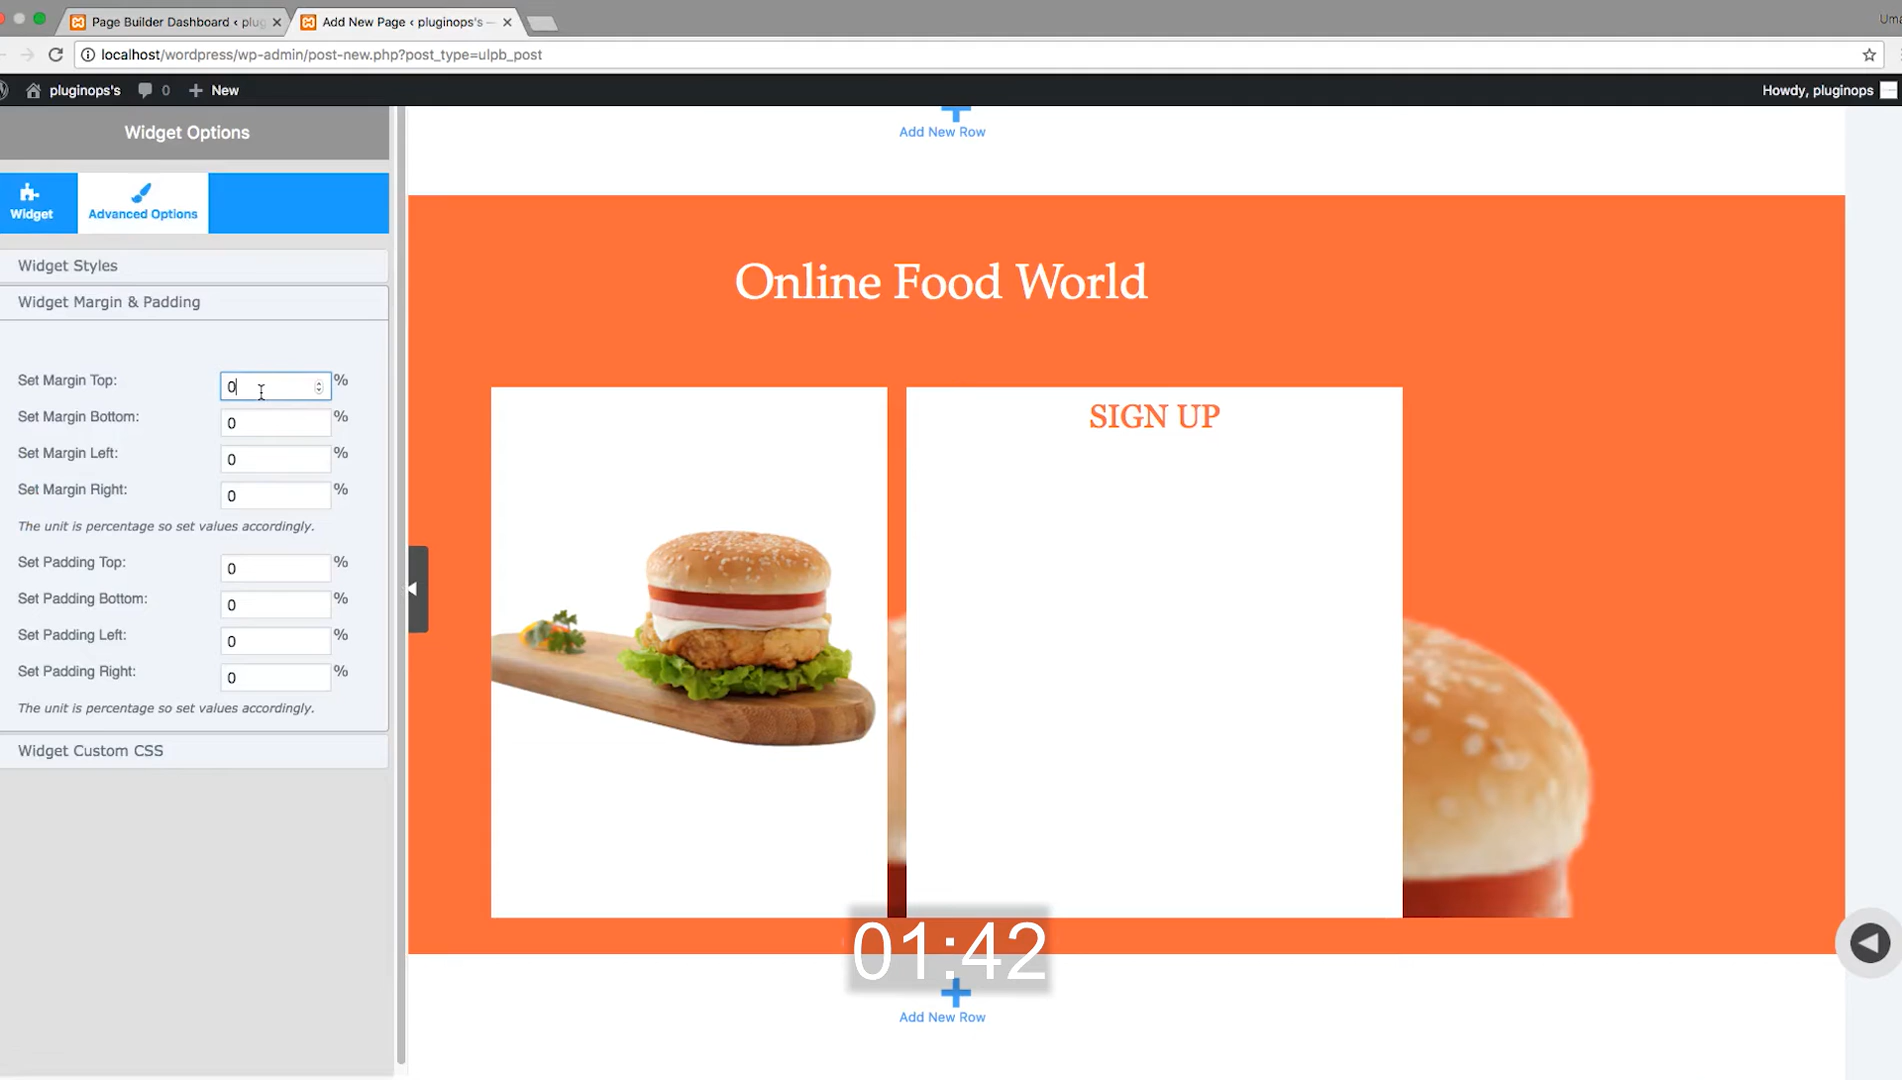 Page Builder Dashboard ‹ plug
Add New Page ‹ pluginops's —
Uma
localhost/wordpress/wp-admin/post-new.php?post_type=ulpb_post
pluginops's
0
New
Howdy, pluginops
Widget Options
Widget
Advanced Options
Widget Styles
Widget Margin & Padding
Set Margin Top: 0 %
Set Margin Bottom: 0 %
Set Margin Left: 0 %
Set Margin Right: 0 %
The unit is percentage so set values accordingly.
Set Padding Top: 0 %
Set Padding Bottom: 0 %
Set Padding Left: 0 %
Set Padding Right: 0 %
The unit is percentage so set values accordingly.
Widget Custom CSS
Add New Row
Online Food World
SIGN UP
01:42
Add New Row